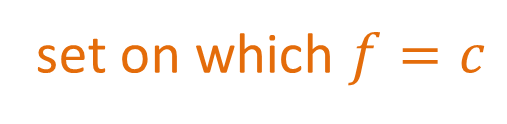 set on which 𝑓 = 𝑐